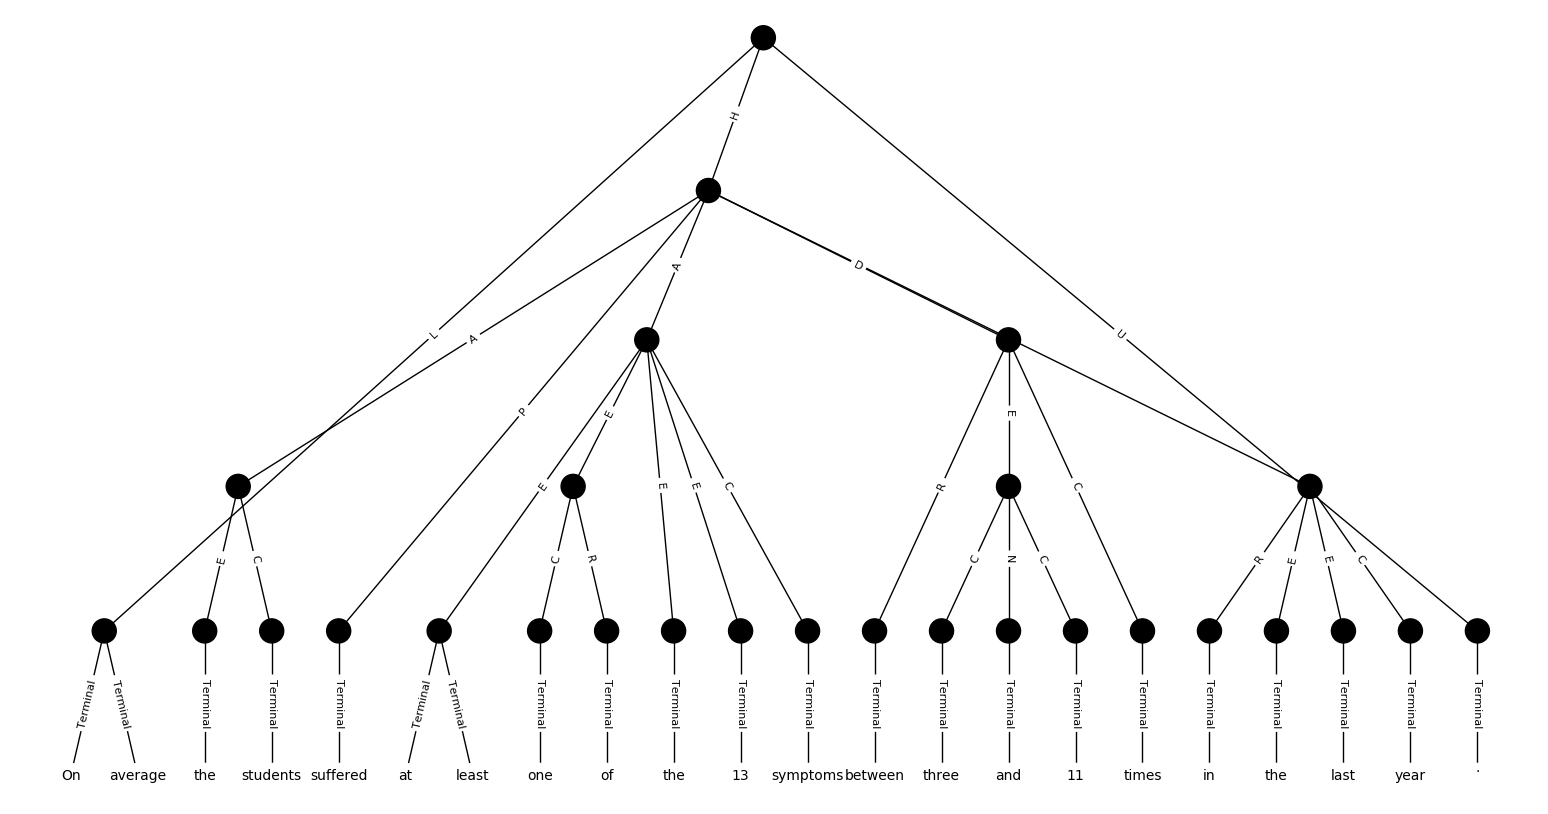 H
L
A
P
A
D
U
E
C
E
E
C
R
E
E
C
R
E
C
N
C
C
R
E
E
C
Terminal Terminal Terminal Terminal Terminal Terminal Terminal Terminal Terminal Terminal Terminal Terminal Terminal Terminal Terminal Terminal Terminal Terminal Terminal Terminal Terminal Terminal
On average the students suffered at least one of the 13 symptoms between three and 11 times in the last year .